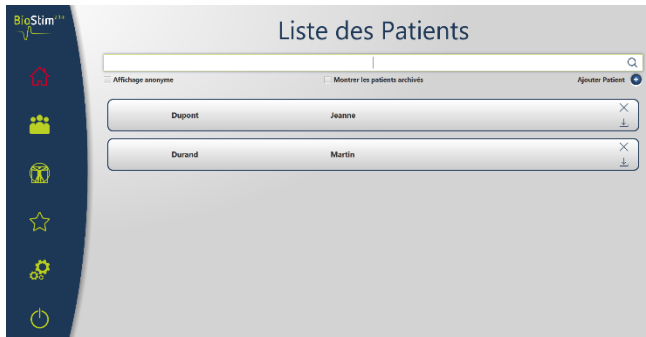 BioStim
Liste des Patients
Affichage anonyme
Montrer les patients archivés
Ajouter Patient
Dupont
Jeanne
Durand
Martin